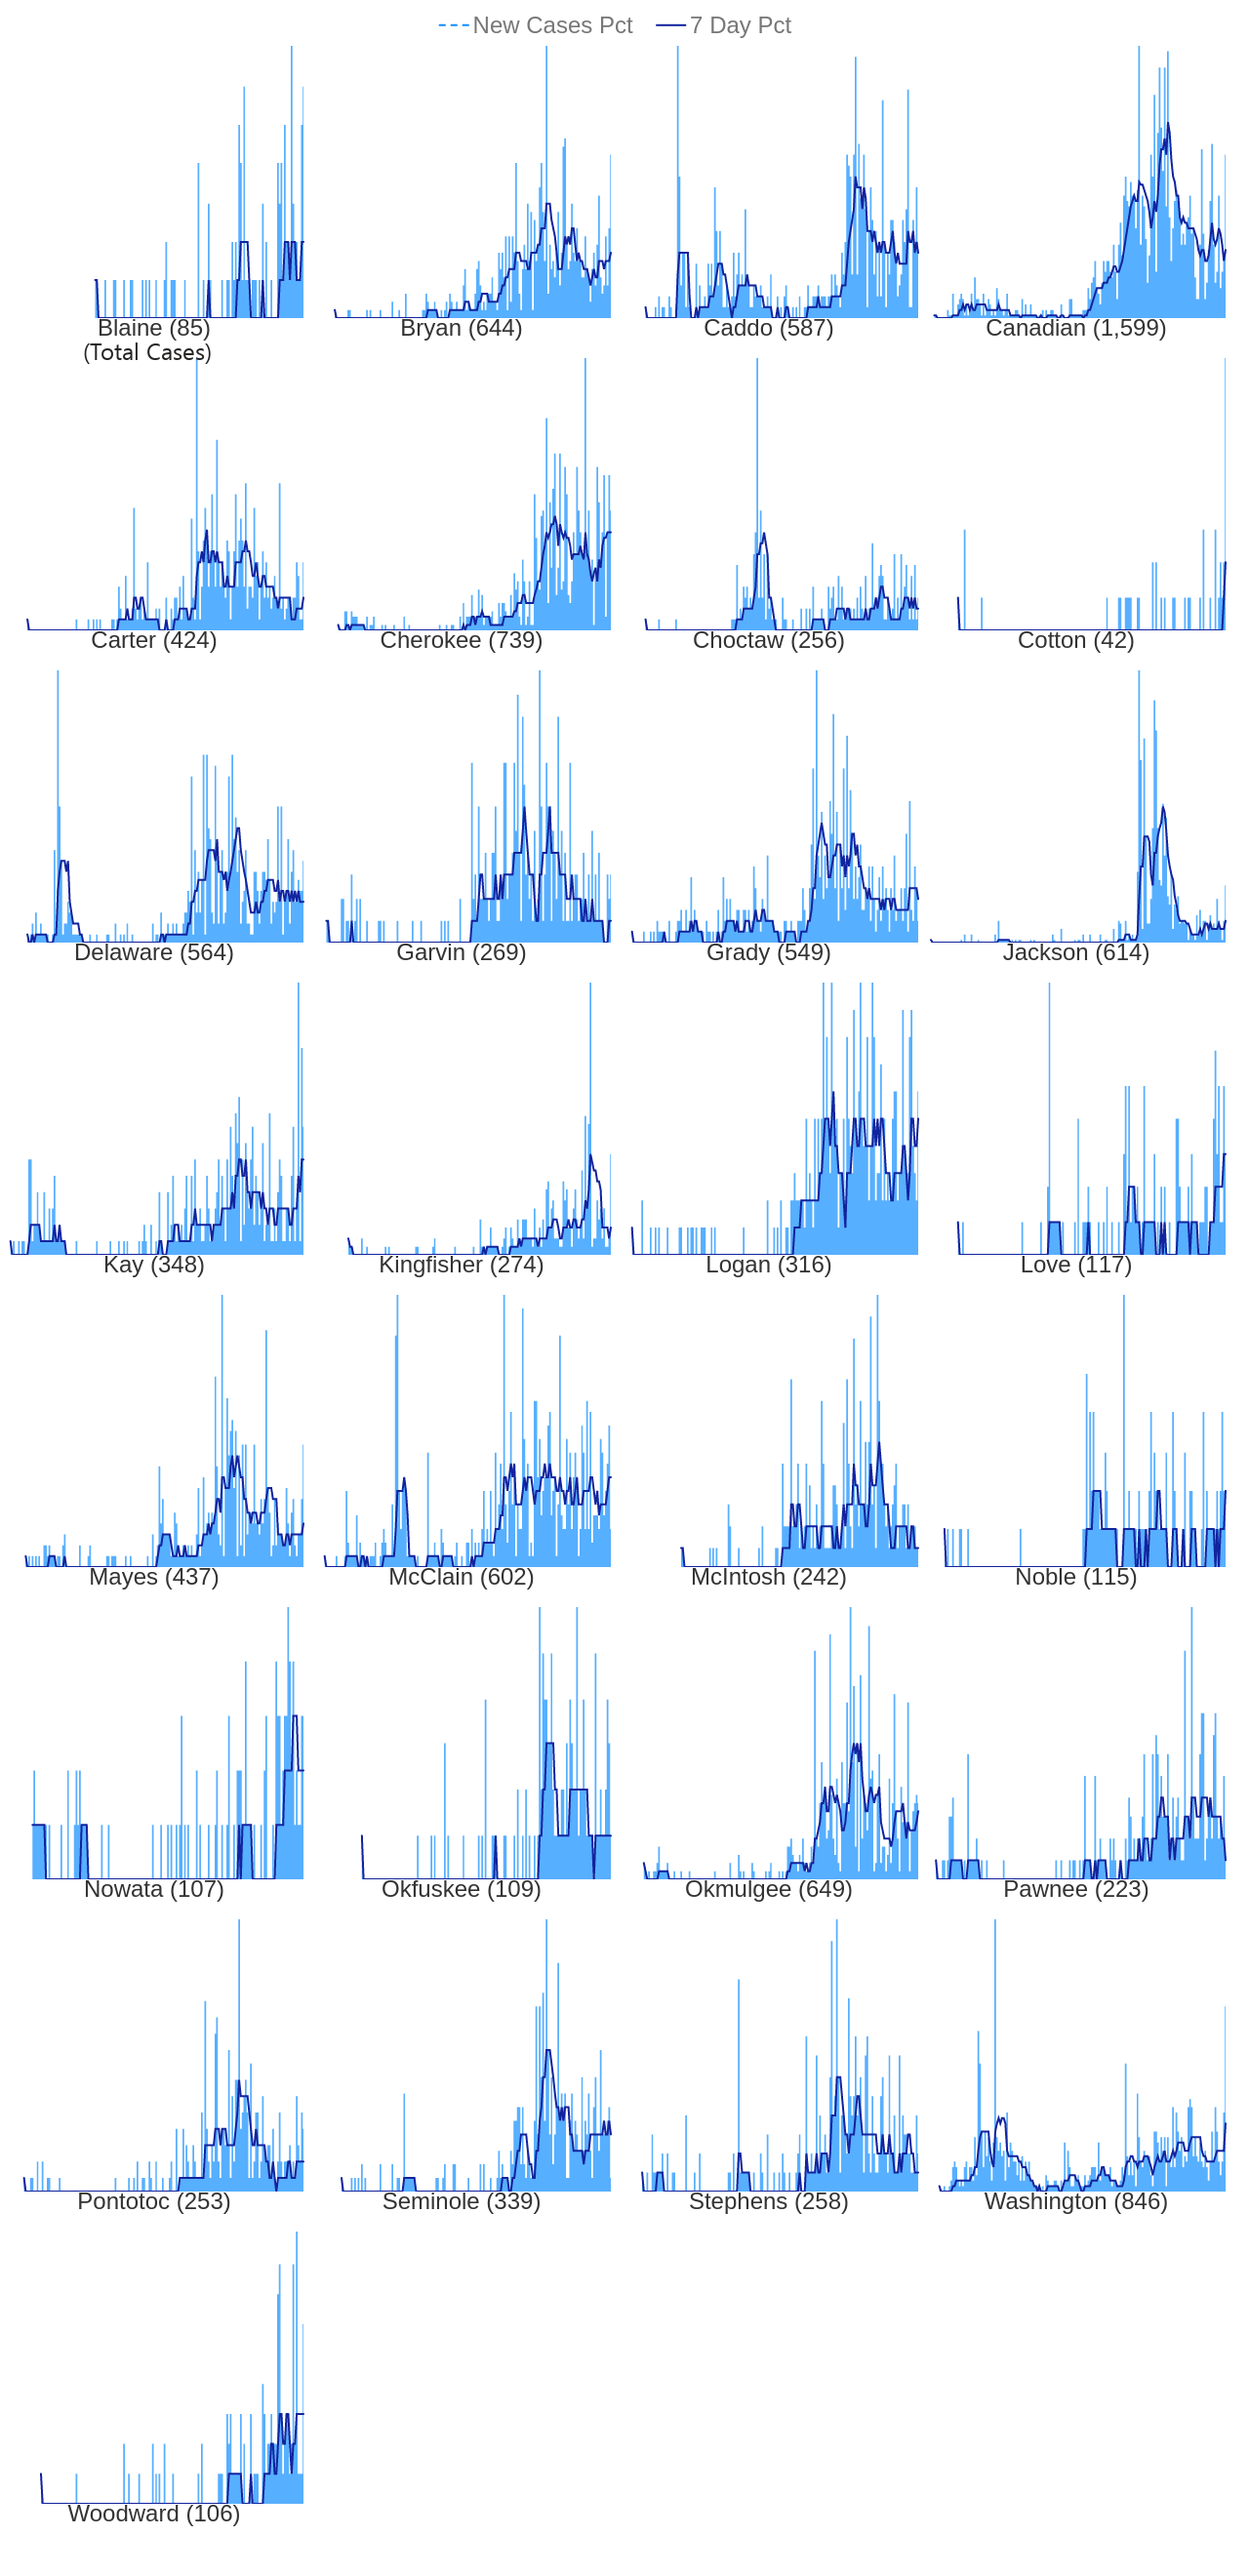 New Cases Pct 7 Day Pct
Blaine (85) Bryan (644) Caddo (587) Canadian (1,599)
(Total Cases)
Carter (424) Cherokee (739) Choctaw (256) Cotton (42)
Delaware (564) Garvin (269) Grady (549) Jackson (614)
Kay (348) Kingfisher (274) Logan (316) Love (117)
Mayes (437) McClain (602) McIntosh (242) Noble (115)
Nowata (107) Okfuskee (109) Okmulgee (649) Pawnee (223)
Pontotoc (253) Seminole (339) Stephens (258) Washington (846)
Woodward (106)